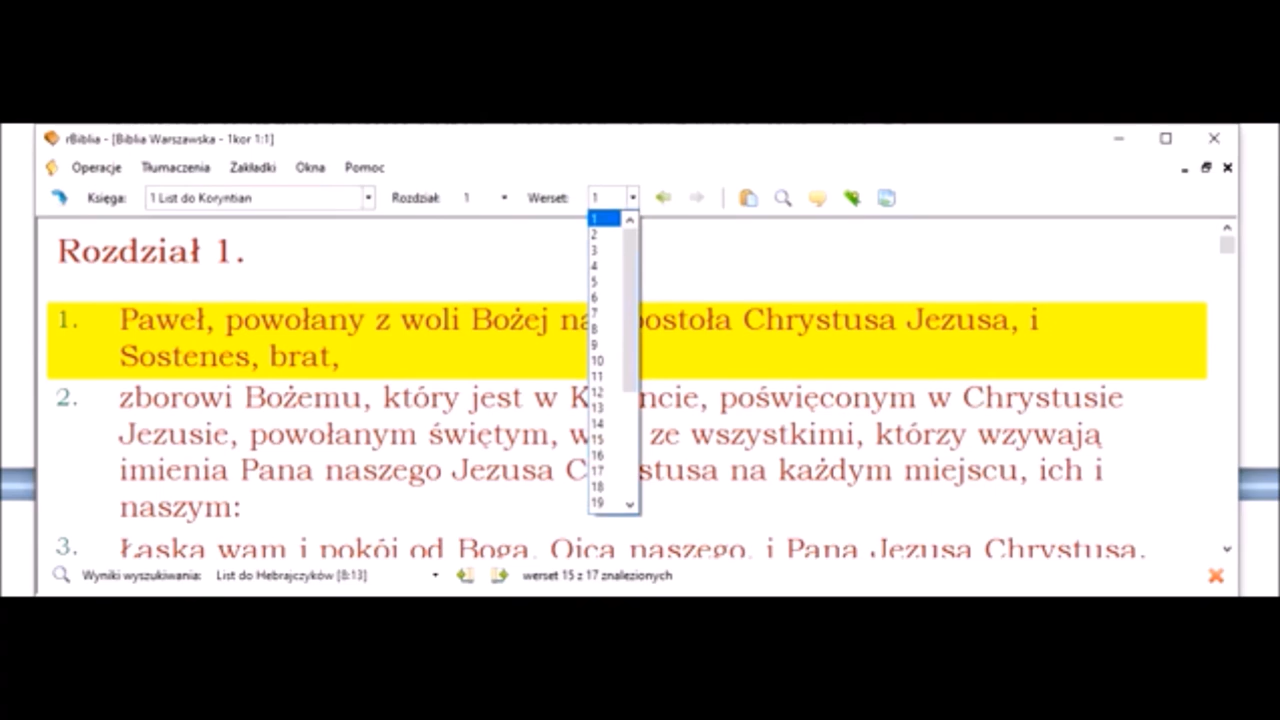 rBiblia - [Biblia Warszawska - 1kor 1:1]
Operacje Tłumaczenia Zakładki Okna Pomoc
Księga: 1 List do Koryntian Rozdział: 1 Werset: 1
1
2
3
4
5
6
7
8
9
10
11
12
13
14
15
16
17
18
19
Rozdział 1.
1. Paweł, powołany z woli Bożej na postoła Chrystusa Jezusa, i
Sostenes, brat,
2. zborowi Bożemu, który jest w K ncie, poświęconym w Chrystusie
Jezusie, powołanym świętym, w ze wszystkimi, którzy wzywają
imienia Pana naszego Jezusa C stusa na każdym miejscu, ich i
naszym:
3. Łaska wam i pokój od Boga, Ojca naszego, i Pana Jezusa Chrystusa.
Wyniki wyszukiwania: List do Hebrajczyków [8:13] werset 15 z 17 znalezionych